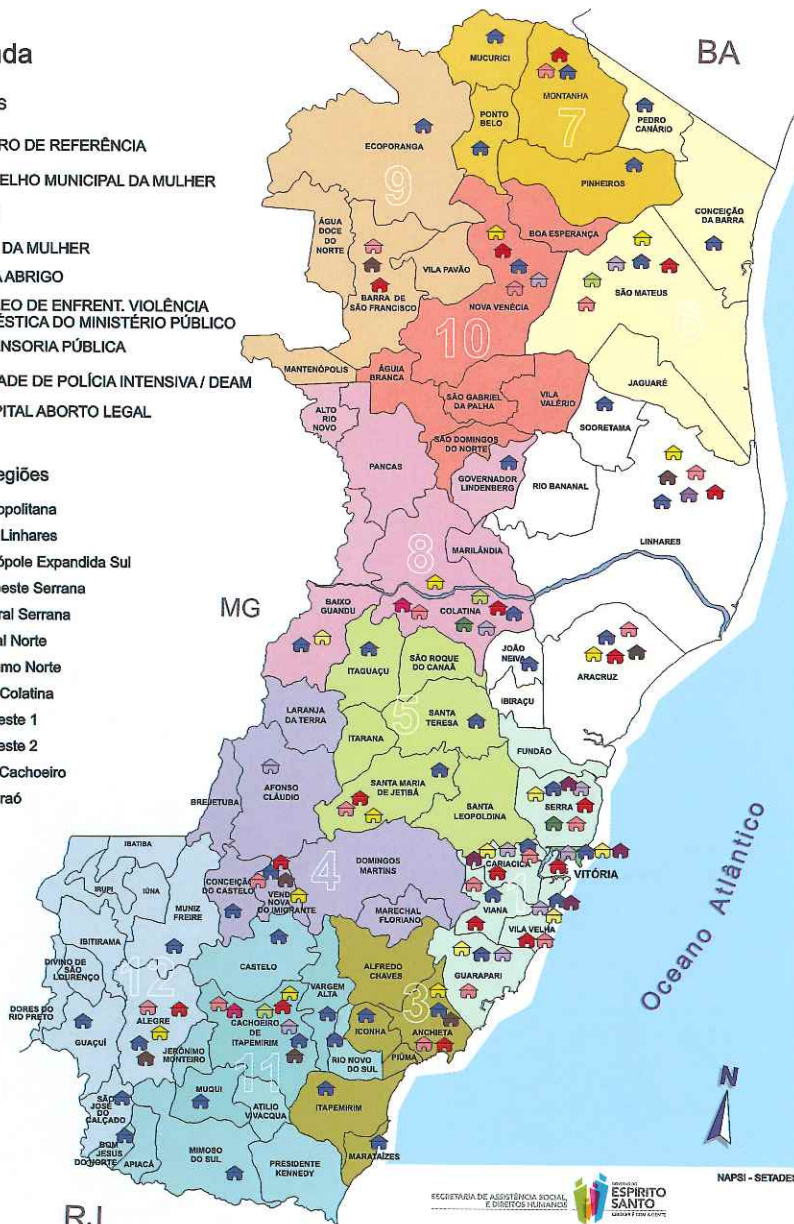 nda
s
RO DE REFERÊNCIA
ELHO MUNICIPAL DA MULHER
DA MULHER
A ABRIGO
EO DE ENFRENT. VIOLÊNCIA
ÉSTICA DO MINISTÉRIO PÚBLICO
NSORIA PÚBLICA
ADE DE POLÍCIA INTENSIVA / DEAM
PITAL ABORTO LEGAL
egiões
opolitana
Linhares
ópole Expandida Sul
este Serrana
ral Serrana
al Norte
mo Norte
Colatina
este 1
este 2
Cachoeiro
raó
BA
MUCURICI
MONTANHA
7
PEDRO
CANÁRIO
PONTO
BELO
ECOPORANGA
9
PINHEIROS
CONCEIÇÃO
DA BARRA
ÁGUA
DOCE
DO
NORTE
BOA ESPERANÇA
VILA PAVÃO
BARRA DE
SÃO FRANCISCO
NOVA VENÉCIA
10
SÃO MATEUS
6
MANTENÓPOLIS
ÁGUIA
BRANCA
JAGUARÉ
ALTO
RIO
NOVO
SÃO GABRIEL
DA PALHA
VILA
VALÉRIO
SOORETAMA
SÃO DOMINGOS
DO NORTE
PANCAS
GOVERNADOR
LINDENBERG
RIO BANANAL
LINHARES
8
MARILÂNDIA
MG
BAIXO
GUANDU
COLATINA
JOÃO
NEIVA
ARACRUZ
ITAGUAÇU
SÃO ROQUE
DO CANAÃ
IBIRAÇU
5
LARANJA
DA TERRA
ITARANA
SANTA
TERESA
FUNDÃO
AFONSO
CLÁUDIO
SANTA MARIA
DE JETIBÁ
BREJETUBA
SANTA
LEOPOLDINA
SERRA
IBATIBA
CONCEIÇÃO
DO CASTELO
VENDA
NOVA
DO IMIGRANTE
4
DOMINGOS
MARTINS
CARIACICA
VITÓRIA
1
IRUPI
IÚNA
MUNIZ
FREIRE
MARECHAL
FLORIANO
VIANA
VILA VELHA
IBITIRAMA
CASTELO
ALFREDO
CHAVES
GUARAPARI
DIVINO DE
SÃO
LOURENÇO
12
VARGEM
ALTA
3
DORES DO
RIO PRETO
ALEGRE
CACHOEIRO
DE
ITAPEMIRIM
ICONHA
ANCHIETA
GUAÇUÍ
JERÔNIMO
MONTEIRO
11
RIO NOVO
DO SUL
PIÚMA
SÃO
JOSÉ
DO
CALÇADO
MUQUI
ATILIO
VIVACQUA
ITAPEMIRIM
BOM
JESUS
DO NORTE
APIACÁ
MIMOSO
DO SUL
PRESIDENTE
KENNEDY
MARATAÍZES
RJ
Oceano Atlântico
N
NAPSI - SETADES
SECRETARIA DE ASSISTÊNCIA SOCIAL
E DIREITOS HUMANOS
GOVERNO DO
ESPÍRITO
SANTO